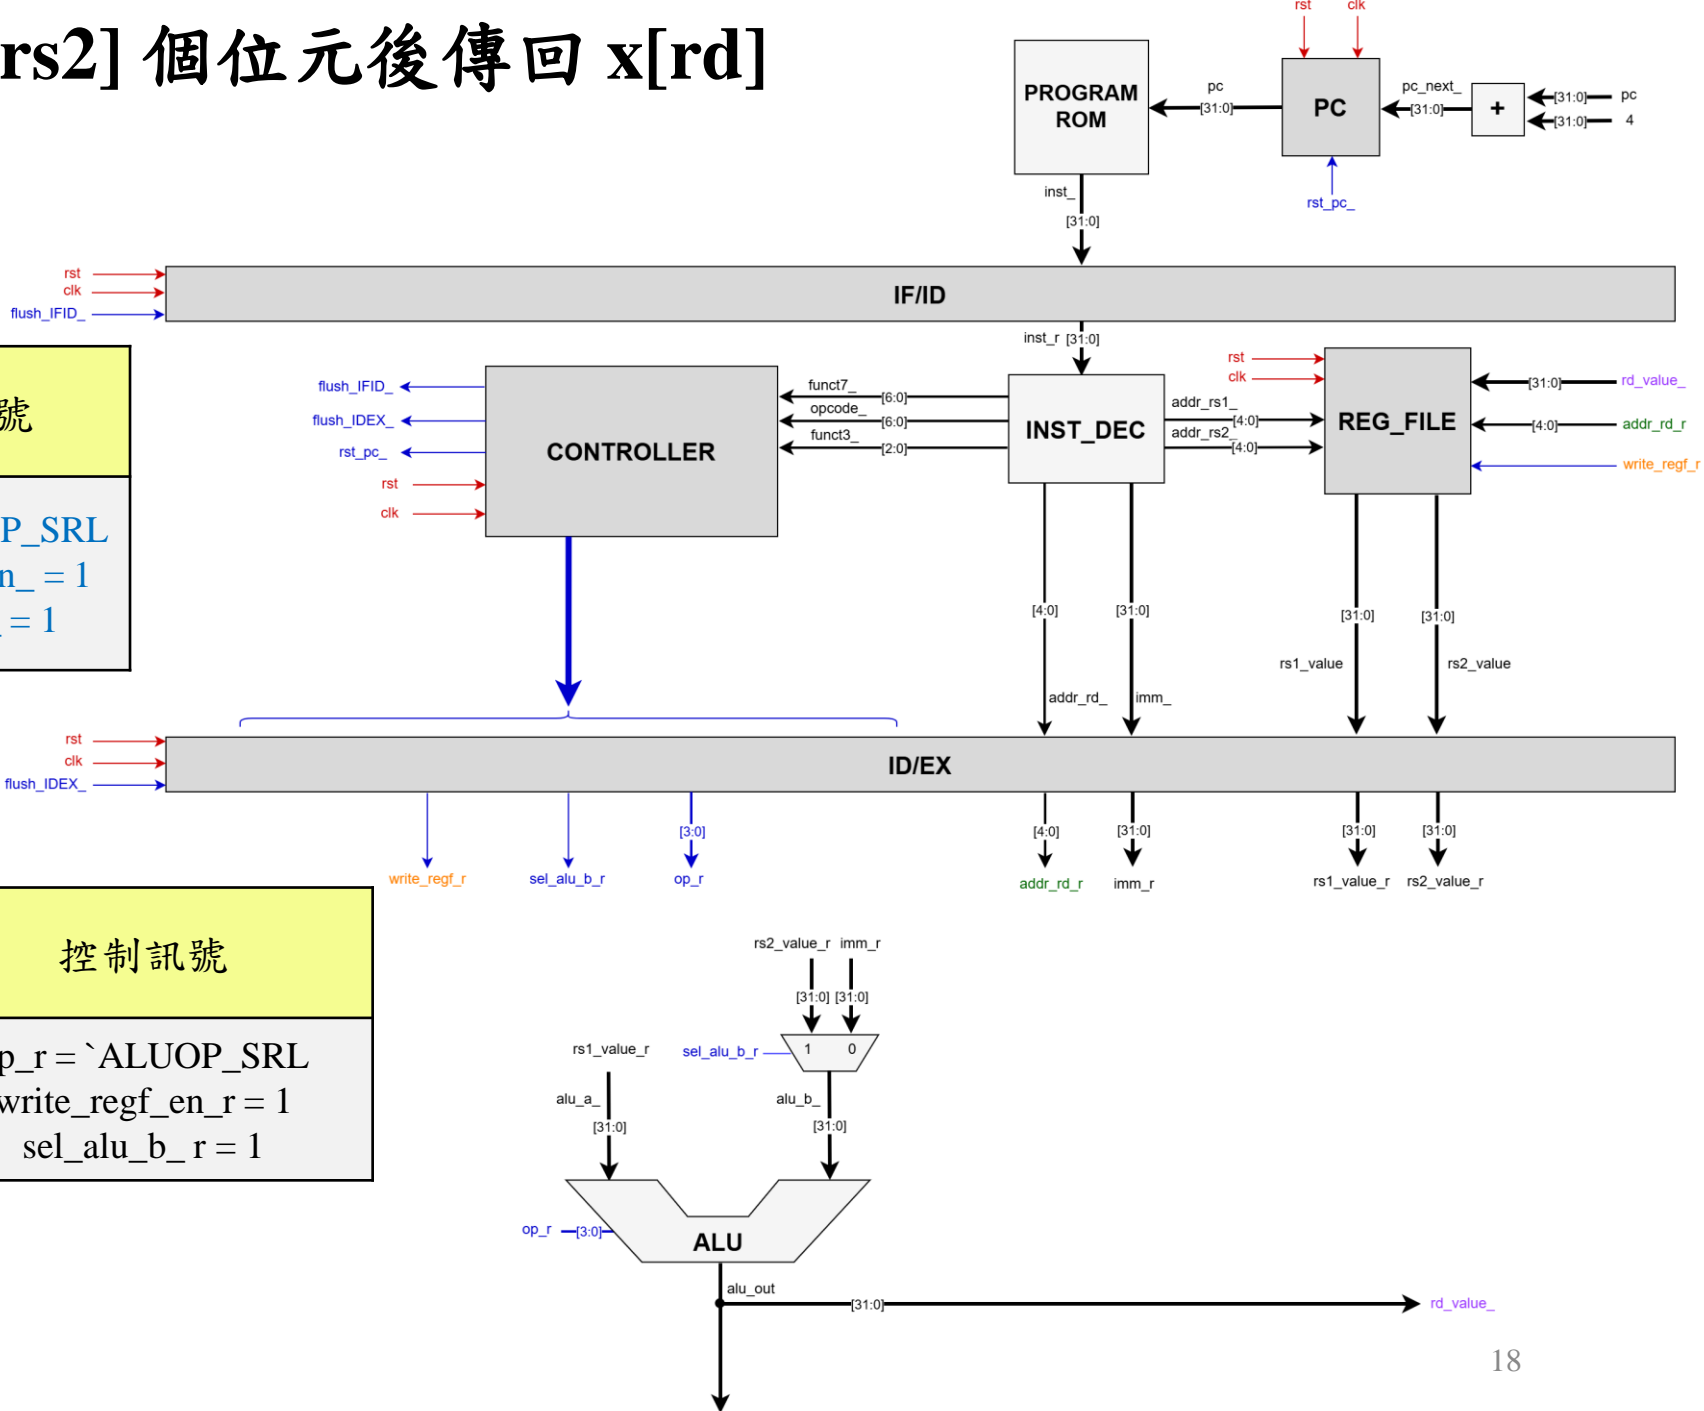 rs2] 個位元後傳回 x[rd]
rst
clk
PROGRAM
ROM
pc
[31:0]
PC
pc_next_
[31:0]
+
[31:0]
pc
[31:0]
4
rst_pc_
inst_
[31:0]
rst
clk
flush_IFID_
IF/ID
inst_r
[31:0]
號
P_SRL
n_ = 1
_ = 1
flush_IFID_
flush_IDEX_
rst_pc_
rst
clk
CONTROLLER
funct7_
[6:0]
opcode_
[6:0]
funct3_
[2:0]
INST_DEC
addr_rs1_
[4:0]
addr_rs2_
[4:0]
rst
clk
REG_FILE
[31:0]
rd_value_
[4:0]
addr_rd_r
write_regf_r
[4:0]
[31:0]
[31:0]
[31:0]
rs1_value
rs2_value
addr_rd_
imm_
rst
clk
flush_IDEX_
ID/EX
[3:0]
[4:0]
[31:0]
[31:0]
[31:0]
write_regf_r
sel_alu_b_r
op_r
addr_rd_r
imm_r
rs1_value_r
rs2_value_r
控制訊號
p_r = `ALUOP_SRL
write_regf_en_r = 1
sel_alu_b_ r = 1
rs2_value_r
imm_r
[31:0]
[31:0]
rs1_value_r
sel_alu_b_r
1
0
alu_a_
[31:0]
alu_b_
[31:0]
op_r
[3:0]
ALU
alu_out
[31:0]
rd_value_
18